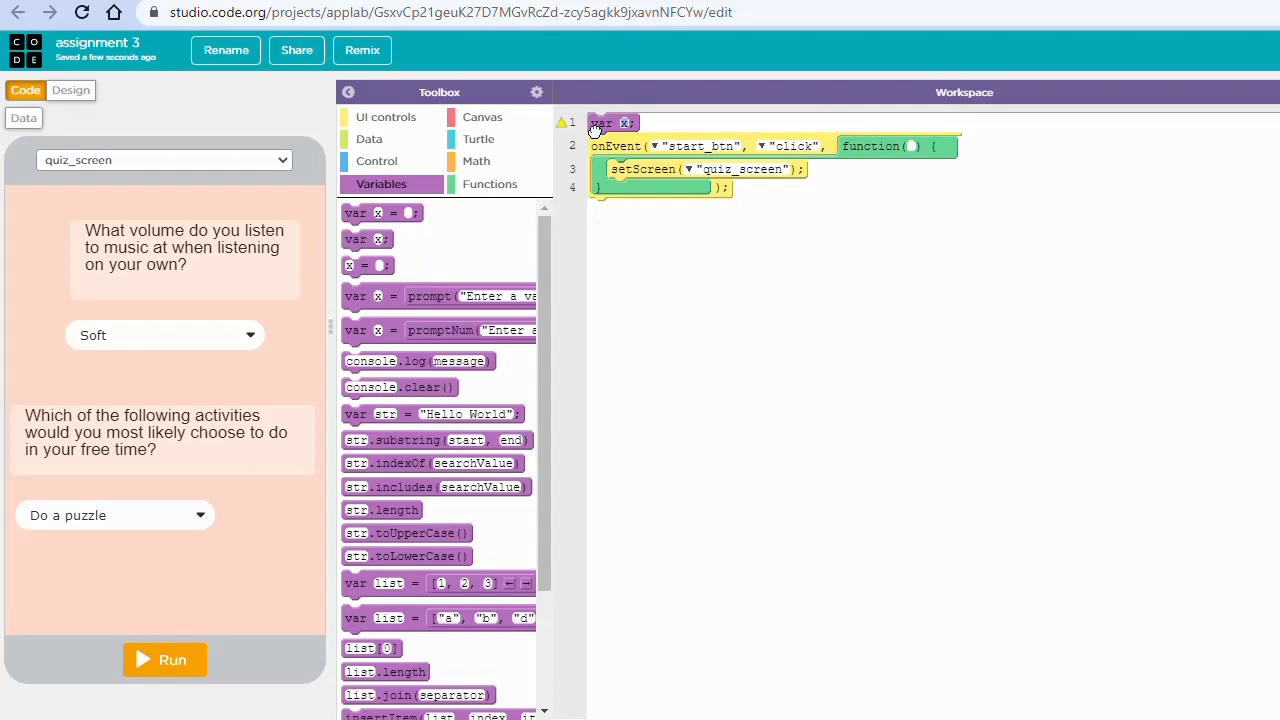 studio.code.org/projects/applab/GsxvCp21geuK27D7MGvRcZd-zcy5agkk9jxavnNFCYw/edit
CO
DE
assignment 3
Saved a few seconds ago
Rename
Share
Remix
Code
Design
Data
Toolbox
Workspace
quiz_screen
What volume do you listen
to music at when listening
on your own?
Soft
Which of the following activities
would you most likely choose to do
in your free time?
Do a puzzle
Run
UI controls
Canvas
Data
Turtle
Control
Math
Variables
Functions
var x = ;
var x;
x = ;
var x = prompt("Enter a va
var x = promptNum("Enter a
console.log(message)
console.clear()
var str = "Hello World";
str.substring(start, end)
str.indexOf(searchValue)
str.includes(searchValue)
str.length
str.toUpperCase()
str.toLowerCase()
var list = [1, 2, 3]
var list = ["a", "b", "d"
list[0]
list.length
list.join(separator)
insertItem(list, index, it
1 var x;
2 onEvent("start_btn", "click", function() {
3 setScreen("quiz_screen");
4 } );